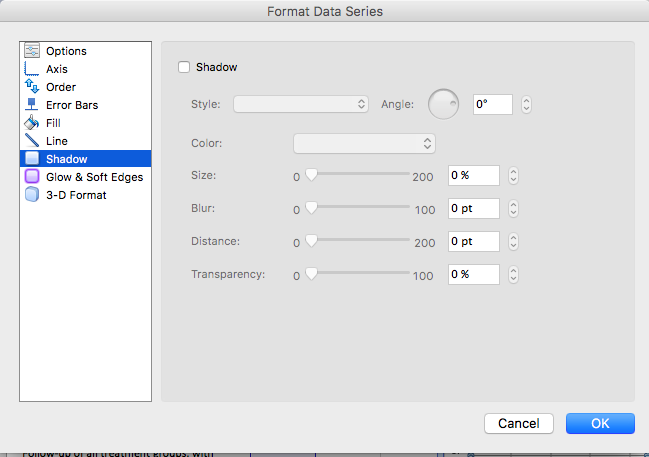 Format Data Series
Options
Axis
Order
Error Bars
Fill
Line
Shadow
Glow & Soft Edges
3-D Format
Shadow
Style: Angle: 0°
Color:
Size: 0 200 0 %
Blur: 0 100 0 pt
Distance: 0 200 0 pt
Transparency: 0 100 0 %
Cancel OK
Follow-up of all treatment groups, with